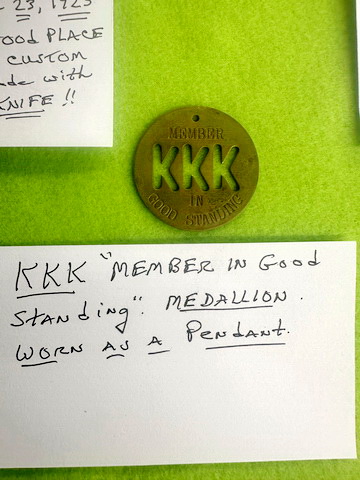 23, 1923
OOD PLACE
CUSTOM
de with
KNIFE !!
MEMBER
KKK
IN
GOOD STANDING
KKK "MEMBER IN Good
Standing". MEDALLION.
WORN AS A Pendant.